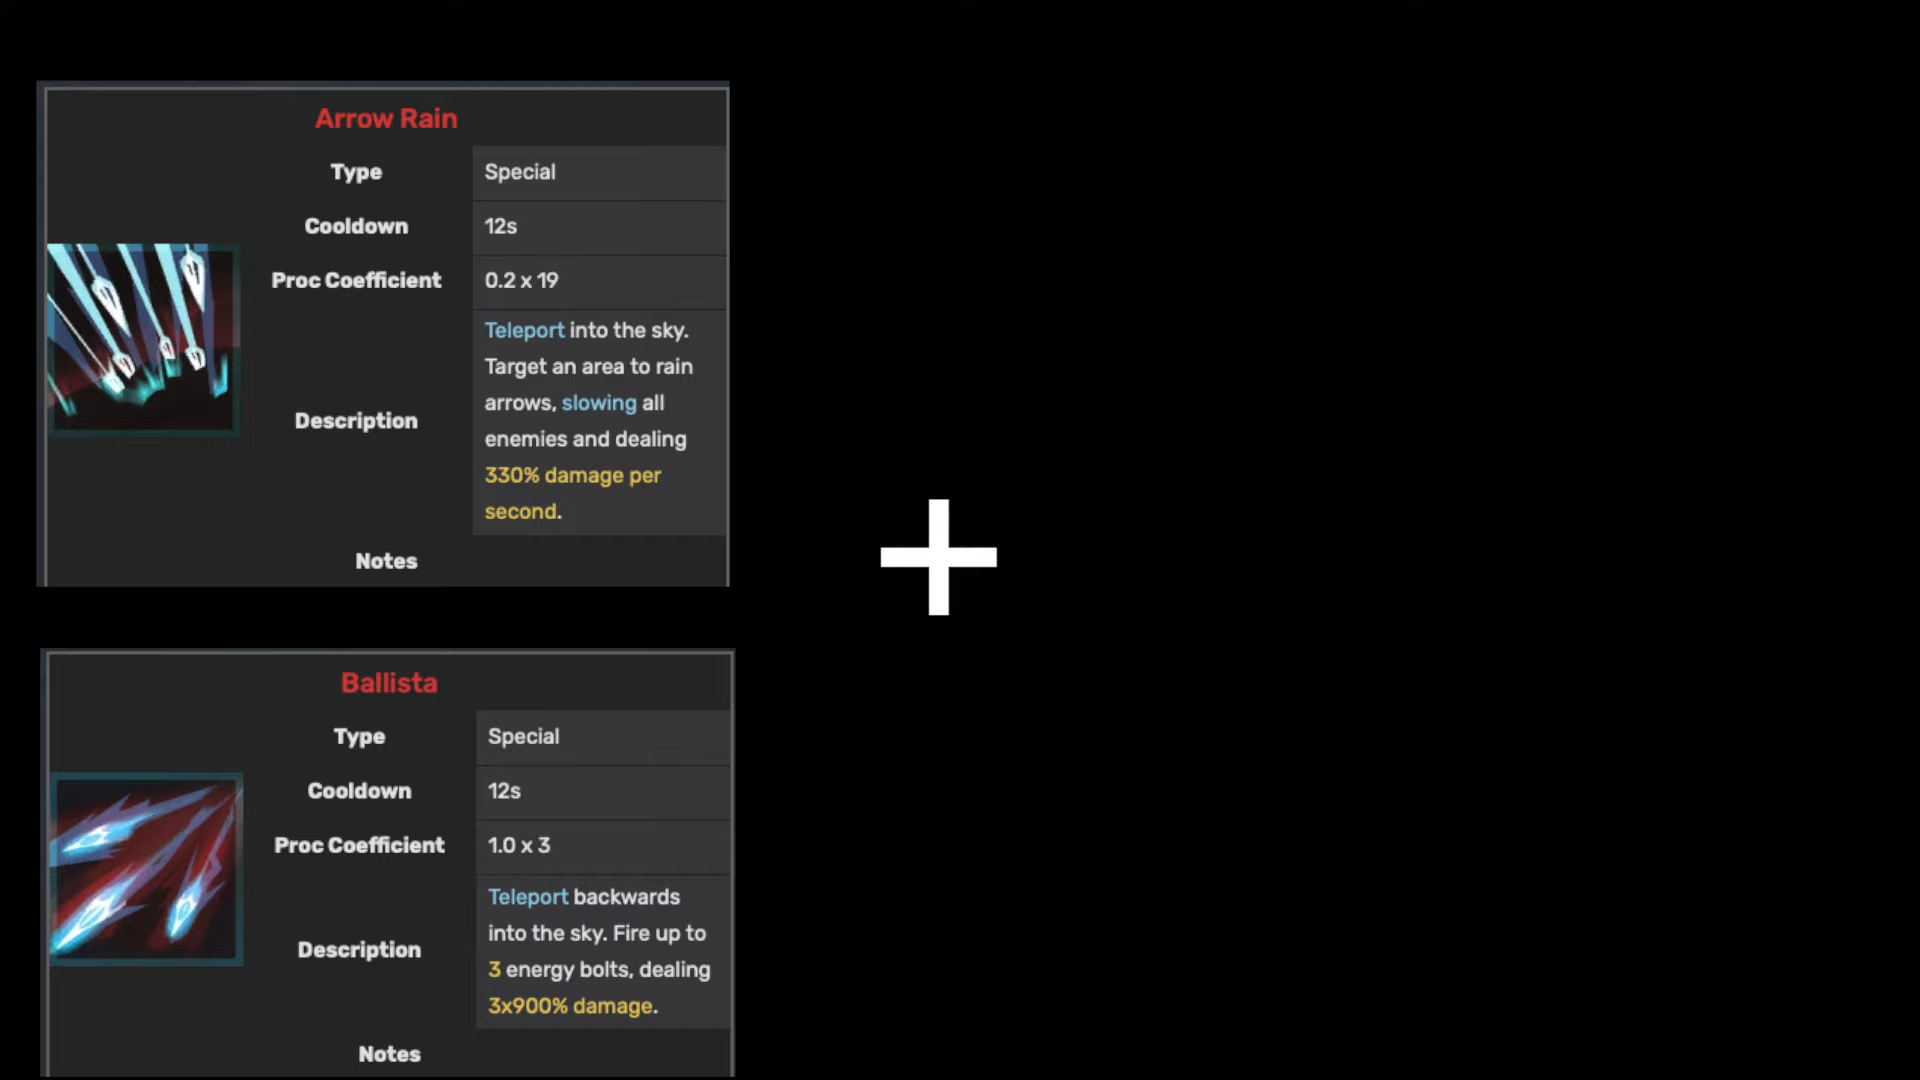 Arrow Rain
Type Special
Cooldown 12s
Proc Coefficient 0.2 x 19
Description Teleport into the sky.
Target an area to rain
arrows, slowing all
enemies and dealing
330% damage per
second.
Notes
Ballista
Type Special
Cooldown 12s
Proc Coefficient 1.0 x 3
Description Teleport backwards
into the sky. Fire up to
3 energy bolts, dealing
3x900% damage.
Notes
+